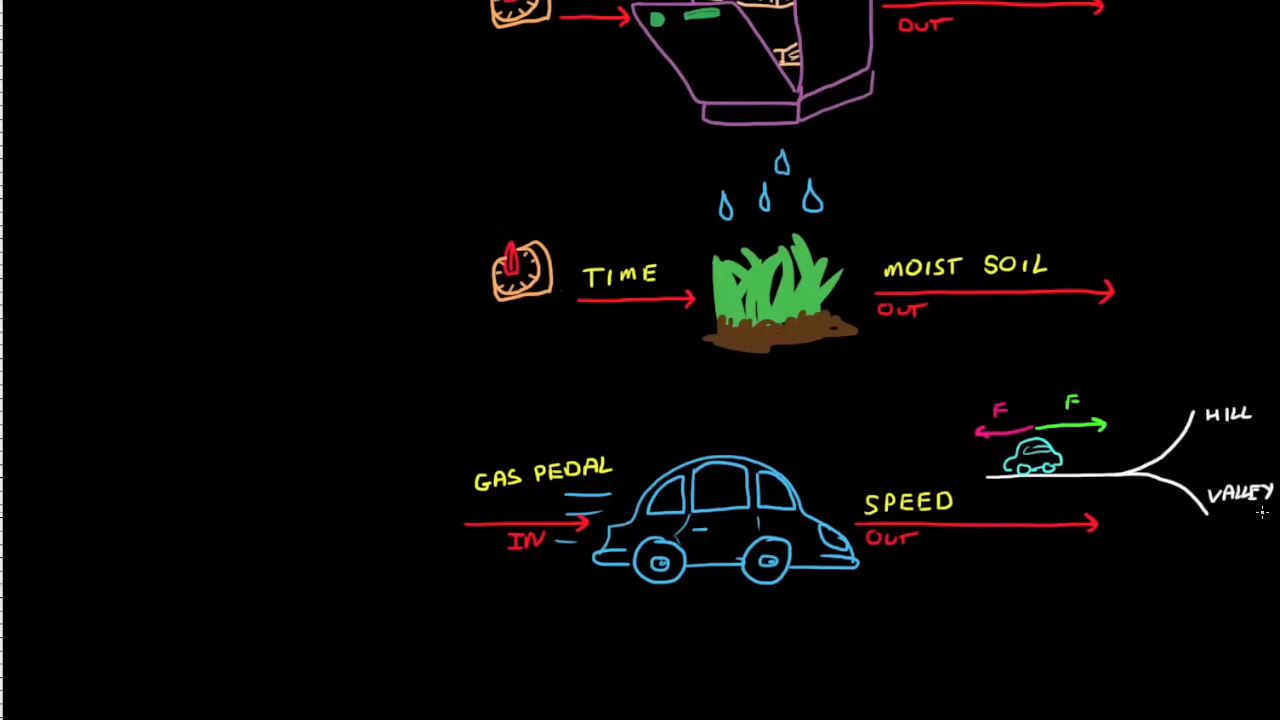 OUT
TIME
MOIST SOIL
OUT
F
F
HILL
GAS PEDAL
VALLEY
SPEED
IN
OUT